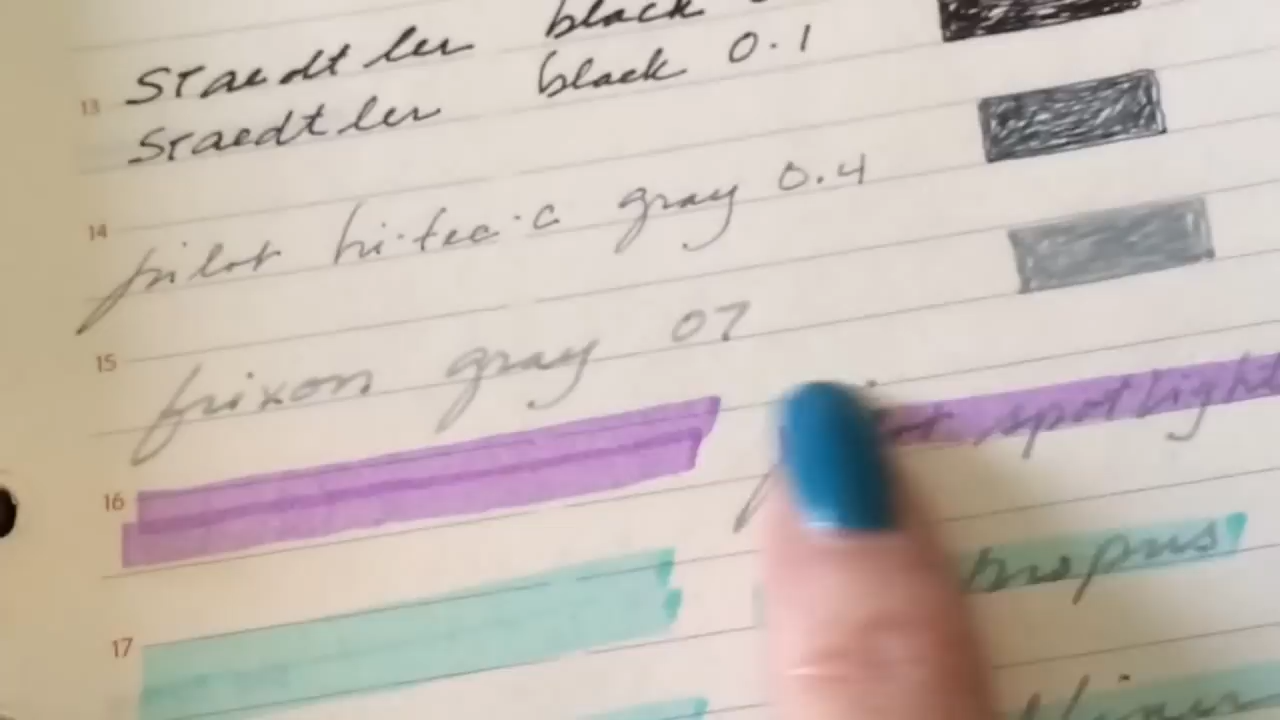 Staedtler black
13
Staedtler black 0.1
14
pilot hi-tec-c gray 0.4
15
frixon gray 07
16
spotlight
17